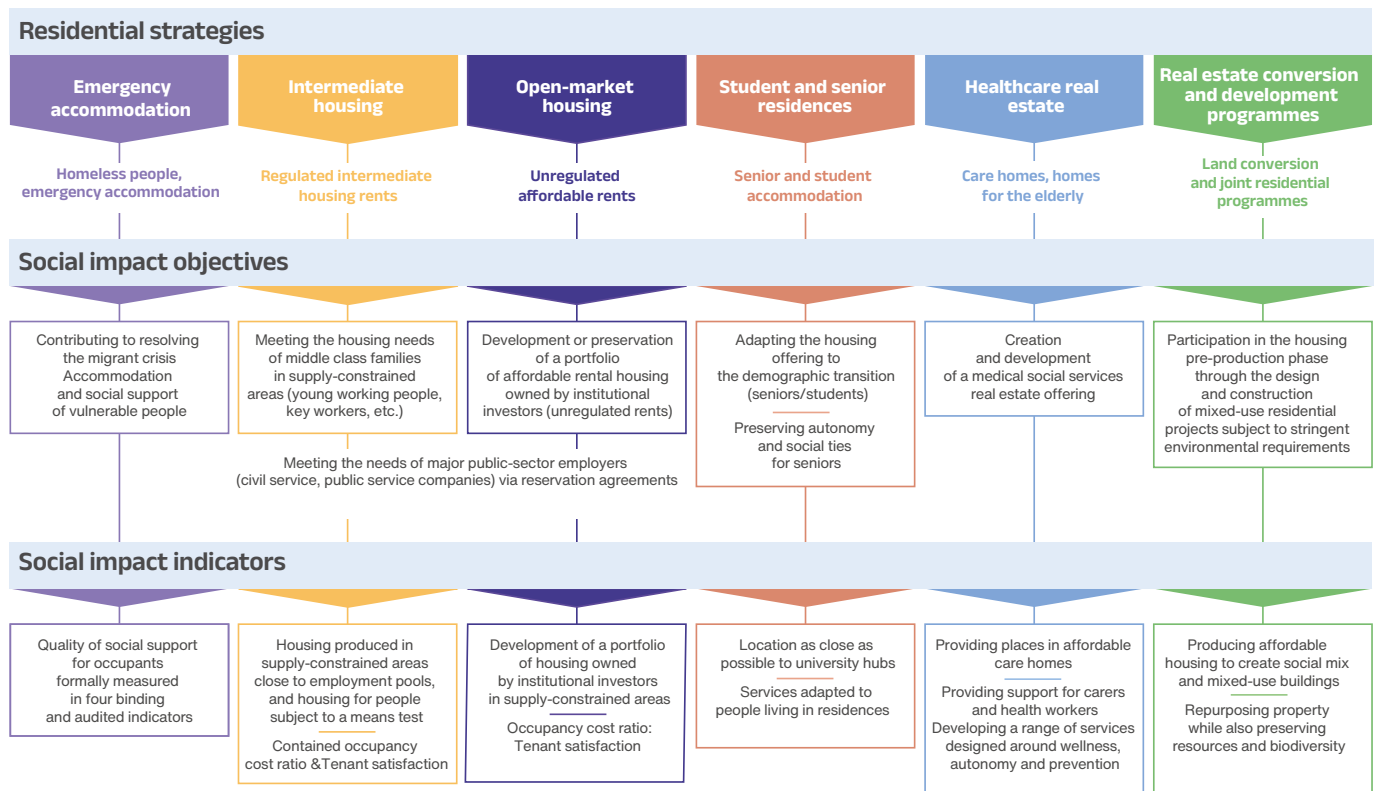 Residential strategies
Emergency
accommodation
Intermediate
housing
Open-market
housing
Student and senior
residences
Healthcare real
estate
Real estate conversion
and development
programmes
Homeless people,
emergency accommodation
Regulated intermediate
housing rents
Unregulated
affordable rents
Senior and student
accommodation
Care homes, homes
for the elderly
Land conversion
and joint residential
programmes
Social impact objectives
Contributing to resolving
the migrant crisis
Accommodation
and social support
of vulnerable people
Meeting the housing needs
of middle class families
in supply-constrained
areas (young working people,
key workers, etc.)
Development or preservation
of a portfolio
of affordable rental housing
owned by institutional
investors (unregulated rents)
Meeting the needs of major public-sector employers
(civil service, public service companies) via reservation agreements
Adapting the housing
offering to
the demographic transition
(seniors/students)
Preserving autonomy
and social ties
for seniors
Creation
and development
of a medical social services
real estate offering
Participation in the housing
pre-production phase
through the design
and construction
of mixed-use residential
projects subject to stringent
environmental requirements
Social impact indicators
Quality of social support
for occupants
formally measured
in four binding
and audited indicators
Housing produced in
supply-constrained areas
close to employment pools,
and housing for people
subject to a means test
Contained occupancy
cost ratio &Tenant satisfaction
Development of a portfolio
of housing owned
by institutional investors
in supply-constrained areas
Occupancy cost ratio:
Tenant satisfaction
Location as close as
possible to university hubs
Services adapted to
people living in residences
Providing places in affordable
care homes
Providing support for carers
and health workers
Developing a range of services
designed around wellness,
autonomy and prevention
Producing affordable
housing to create social mix
and mixed-use buildings
Repurposing property
while also preserving
resources and biodiversity